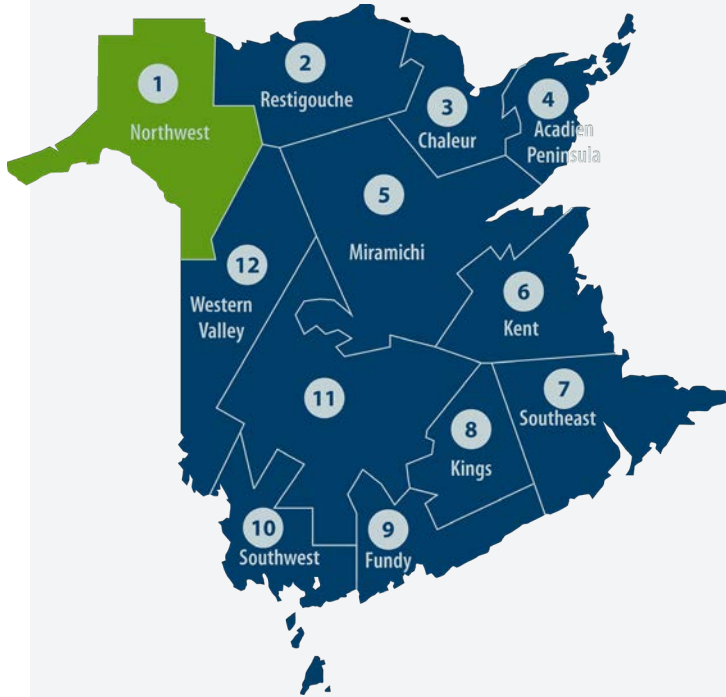 1
Northwest
2
Restigouche
3
Chaleur
4
Acadien
Peninsula
5
Miramichi
6
Kent
7
Southeast
8
Kings
9
Fundy
10
Southwest
11
12
Western
Valley